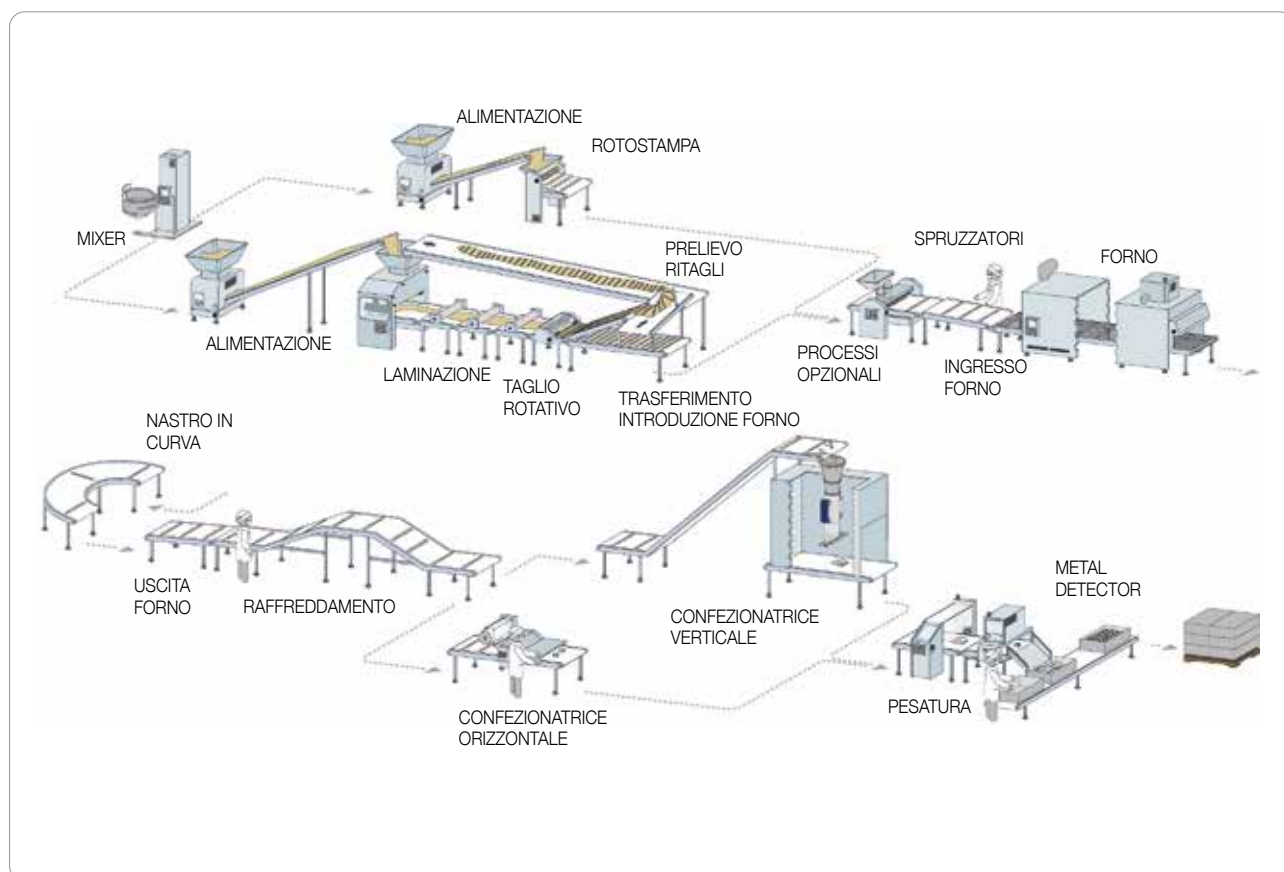 ALIMENTAZIONE
ROTOSTAMPA
MIXER
PRELIEVO
RITAGLI
SPRUZZATORI
FORNO
ALIMENTAZIONE
LAMINAZIONE
TAGLIO
ROTATIVO
TRASFERIMENTO
INTRODUZIONE FORNO
PROCESSI
OPZIONALI
INGRESSO
FORNO
NASTRO IN
CURVA
USCITA
FORNO
RAFFREDDAMENTO
CONFEZIONATRICE
VERTICALE
METAL
DETECTOR
CONFEZIONATRICE
ORIZZONTALE
PESATURA